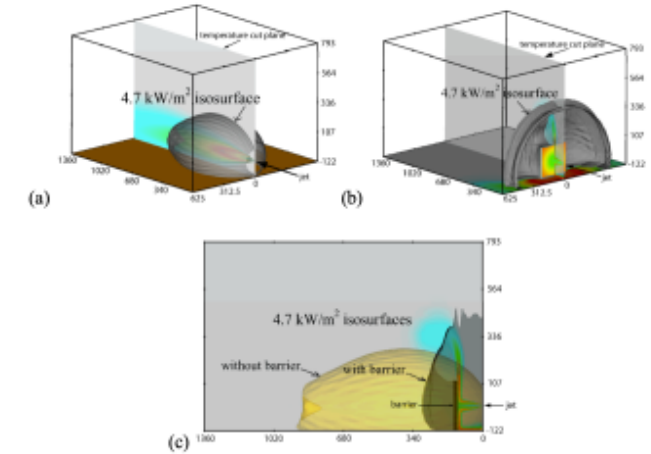 temperature cut plane
793
564
4.7 kW/m² isosurface
336
107
-122
1360
1020
680
340
625
312.5
0
jet
(a)
temperature cut plane
793
564
4.7 kW/m² isosurface
336
107
-122
1360
1020
680
340
625
312.5
0
jet
(b)
793
564
4.7 kW/m² isosurfaces
336
without barrier
with barrier
107
barrier
jet
-122
(c)
1360
1020
680
340
0